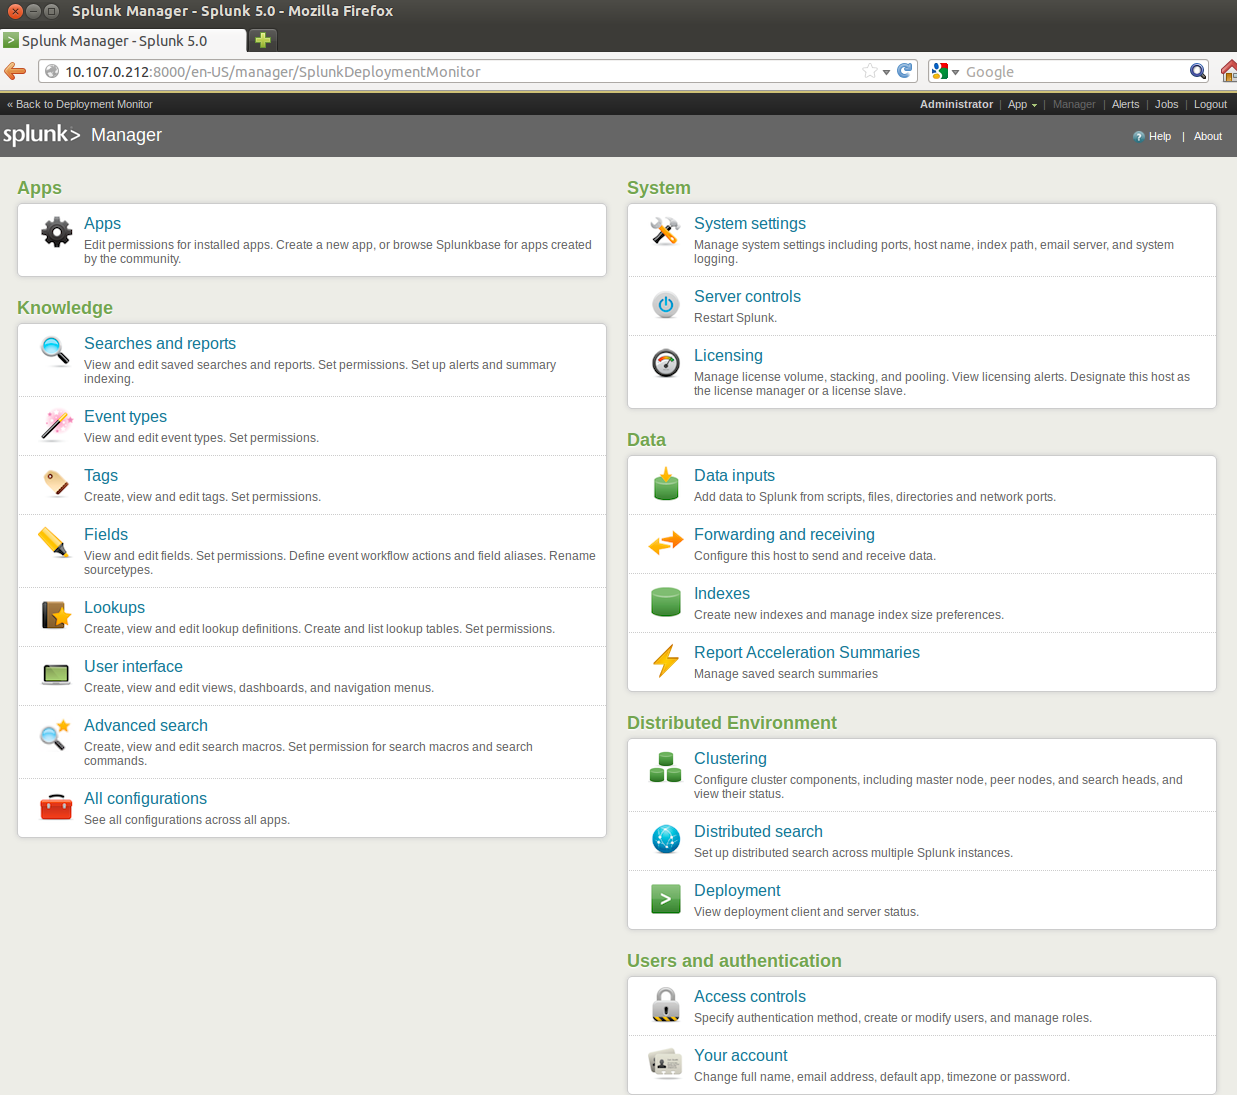 Splunk Manager - Splunk 5.0 - Mozilla Firefox
Splunk Manager - Splunk 5.0
10.107.0.212:8000/en-US/manager/SplunkDeploymentMonitor
Google
« Back to Deployment Monitor
Administrator | App | Manager | Alerts | Jobs | Logout
splunk> Manager
Help | About
Apps
Apps
Edit permissions for installed apps. Create a new app, or browse Splunkbase for apps created
by the community.
Knowledge
Searches and reports
View and edit saved searches and reports. Set permissions. Set up alerts and summary
indexing.
Event types
View and edit event types. Set permissions.
Tags
Create, view and edit tags. Set permissions.
Fields
View and edit fields. Set permissions. Define event workflow actions and field aliases. Rename
sourcetypes.
Lookups
Create, view and edit lookup definitions. Create and list lookup tables. Set permissions.
User interface
Create, view and edit views, dashboards, and navigation menus.
Advanced search
Create, view and edit search macros. Set permission for search macros and search
commands.
All configurations
See all configurations across all apps.
System
System settings
Manage system settings including ports, host name, index path, email server, and system
logging.
Server controls
Restart Splunk.
Licensing
Manage license volume, stacking, and pooling. View licensing alerts. Designate this host as
the license manager or a license slave.
Data
Data inputs
Add data to Splunk from scripts, files, directories and network ports.
Forwarding and receiving
Configure this host to send and receive data.
Indexes
Create new indexes and manage index size preferences.
Report Acceleration Summaries
Manage saved search summaries
Distributed Environment
Clustering
Configure cluster components, including master node, peer nodes, and search heads, and
view their status.
Distributed search
Set up distributed search across multiple Splunk instances.
Deployment
View deployment client and server status.
Users and authentication
Access controls
Specify authentication method, create or modify users, and manage roles.
Your account
Change full name, email address, default app, timezone or password.